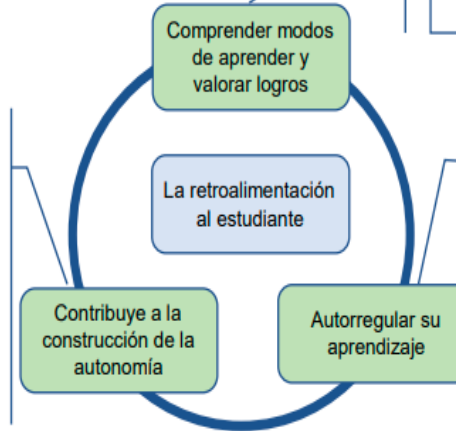 Comprender modos
de aprender y
valorar logros
La retroalimentación
al estudiante
Contribuye a la
construcción de la
autonomía
Autorregular su
aprendizaje